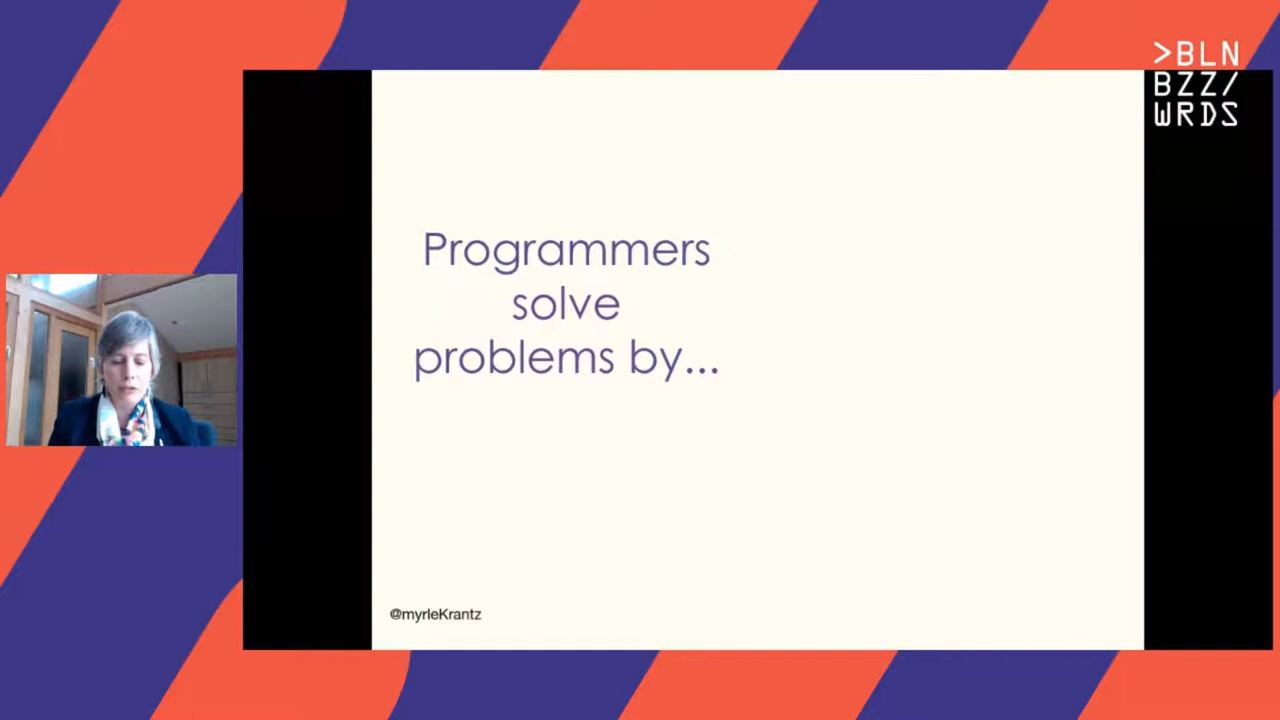 >BLN
BZZ/
WRDS
Programmers
solve
problems by...
@myrleKrantz